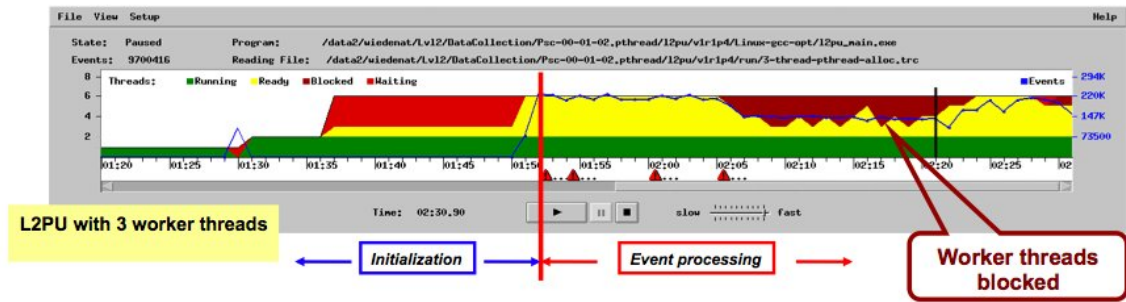 File View Setup Help
State: Paused Program: /data2/wiedenat/Lvl2/DataCollection/Psc-00-01-02.pthread/l2pu/v1r1p4/Linux-gcc-opt/l2pu_main.exe
Events: 9700416 Reading File: /data2/wiedenat/Lvl2/DataCollection/Psc-00-01-02.pthread/l2pu/v1r1p4/run/3-thread-pthread-alloc.trc
8 Threads: Running Ready Blocked Waiting Events 294K
6 220K
4 147K
2 73500
01:20 01:25 01:30 01:35 01:40 01:45 01:50 01:55 02:00 02:05 02:10 02:15 02:20 02:25 02:
Time: 02:30.90 slow fast
L2PU with 3 worker threads
Initialization Event processing
Worker threads
blocked